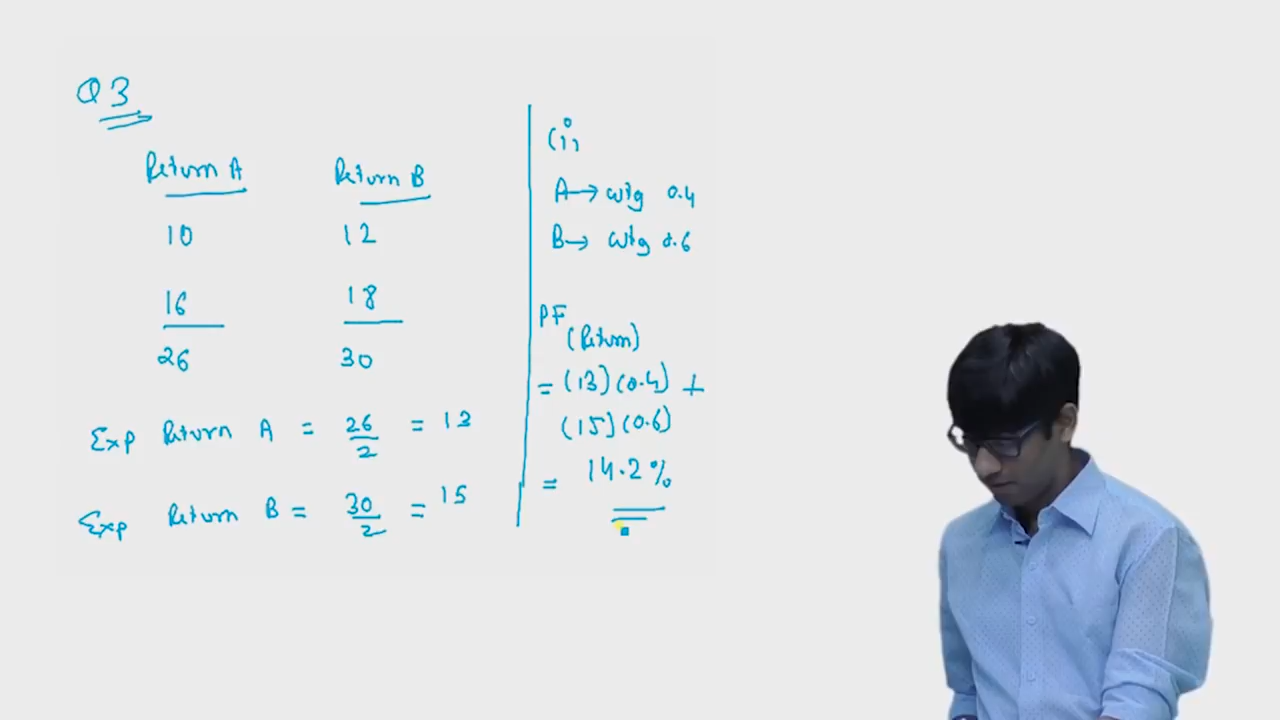 Q3
Return A Return B
10 12
16 18
26 30
Exp Return A = 26/2 = 13
Exp Return B = 30/2 = 15
(i)
A → wtg 0.4
B → wtg 0.6
PF (Return)
= (13)(0.4) +
(15)(0.6)
= 14.2%